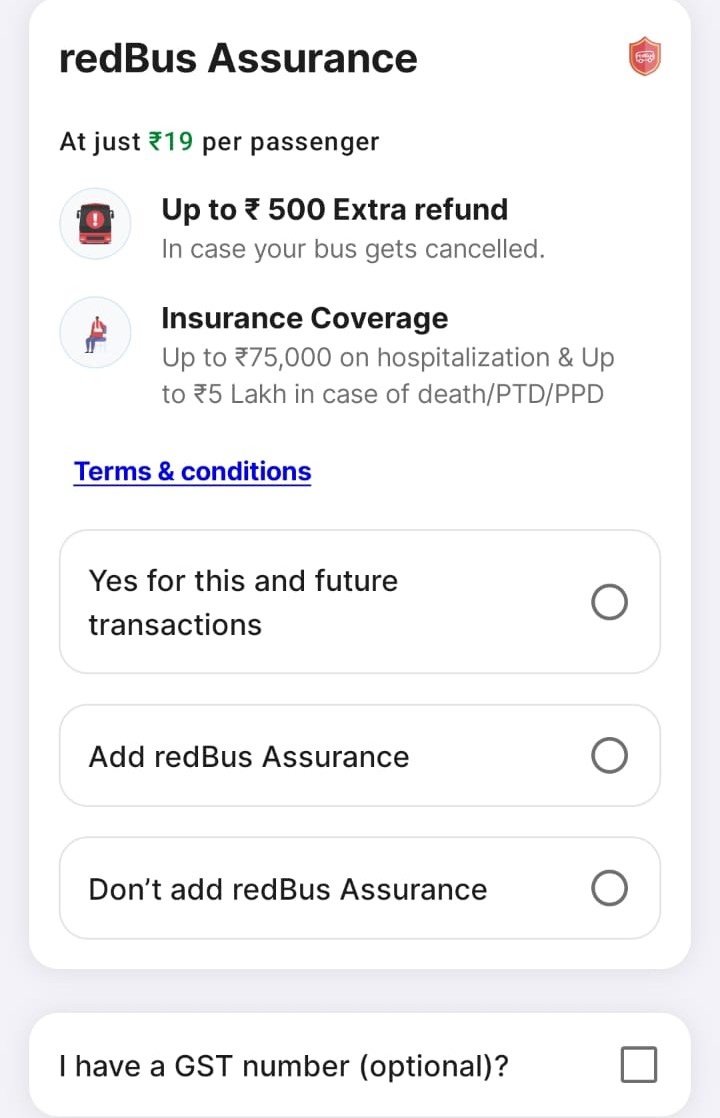 redBus Assurance
At just ₹19 per passenger
Up to ₹ 500 Extra refund
In case your bus gets cancelled.
Insurance Coverage
Up to ₹75,000 on hospitalization & Up
to ₹5 Lakh in case of death/PTD/PPD
Terms & conditions
Yes for this and future
transactions
Add redBus Assurance
Don’t add redBus Assurance
I have a GST number (optional)?